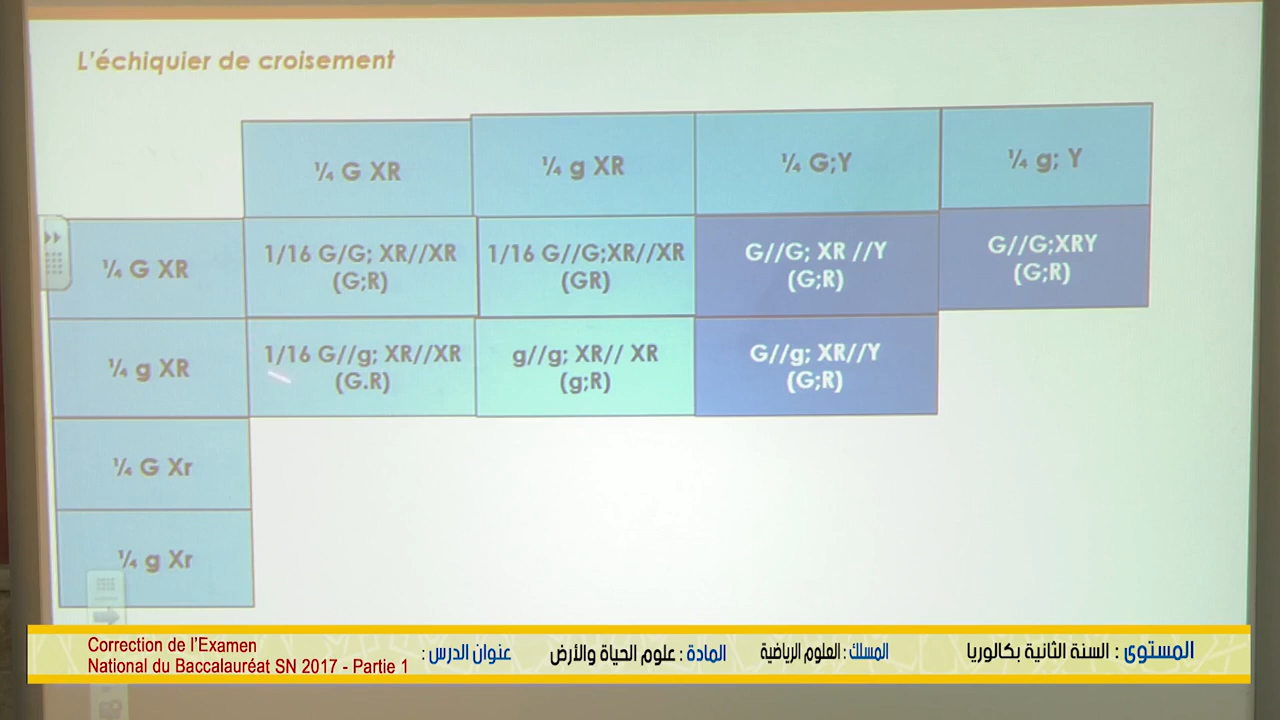 L'échiquier de croisement
¼ G XR
¼ g XR
¼ G;Y
¼ g; Y
¼ G XR
1/16 G/G; XR//XR
(G;R)
1/16 G//G;XR//XR
(GR)
G//G; XR //Y
(G;R)
G//G;XRY
(G;R)
¼ g XR
1/16 G//g; XR//XR
(G.R)
g//g; XR// XR
(g;R)
G//g; XR//Y
(G;R)
¼ G Xr
¼ g Xr
المستوى : السنة الثانية بكالوريا
المسلك : العلوم الرياضية
المادة : علوم الحياة والأرض
عنوان الدرس :
Correction de l'Examen
National du Baccalauréat SN 2017 - Partie 1